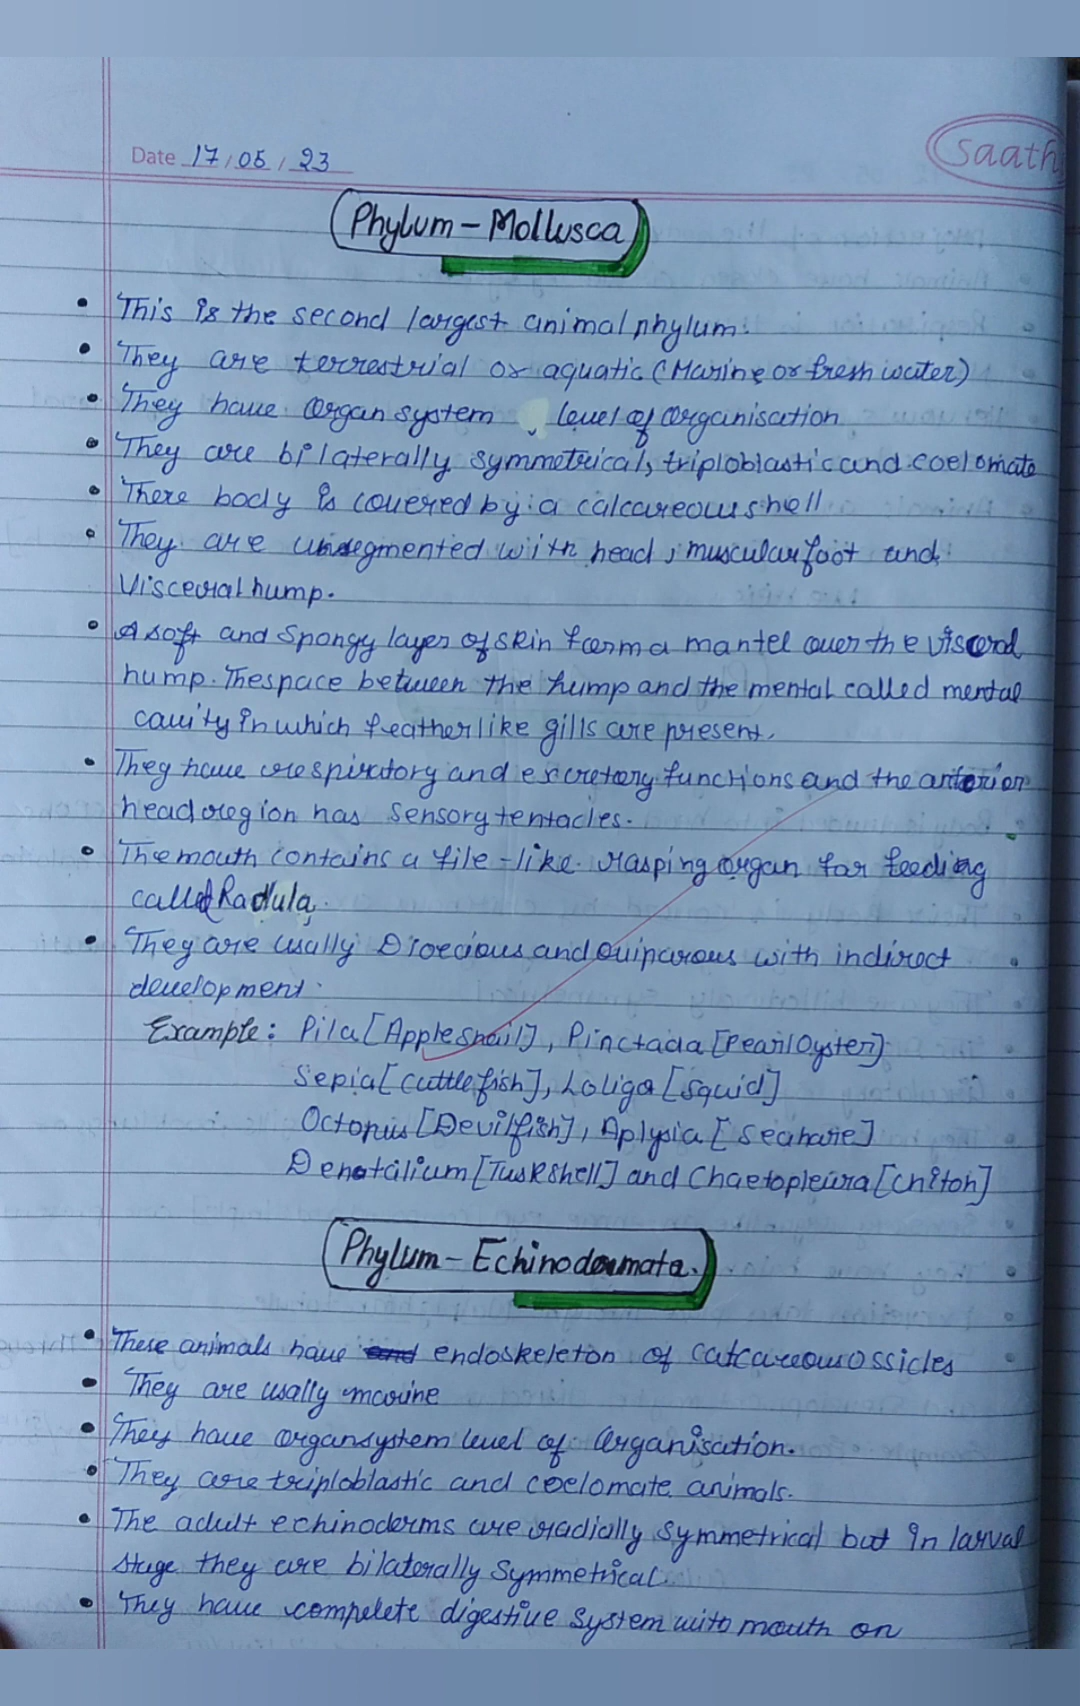 Date 17/05/23
Saath
Phylum - Mollusca
• This is the second largest animal phylum.
• They are terrestrial or aquatic (Marine or fresh water)
• They have Organ system level of organisation
• They are bilaterally symmetrical, triploblastic and coelomate
• There body is covered by a calcareous shell
• They are unsegmented with head, muscular foot and
Visceral hump.
• A soft and spongy layer of skin form a mantel over the visceral
hump. The space between the hump and the mental called mental
cavity in which feather like gills are present.
• They have respiratory and excretory functions and the anterior
head region has sensory tentacles.
• The mouth contains a file-like rasping organ for feeding
called Radula.
• They are usally Dioecious and oviparous with indirect
development.
Example: Pila [Apple snail], Pinctada [Pearl Oyster]
Sepia [cuttle fish], Loligo [squid]
Octopus [Devil fish], Aplysia [Seahare]
Denatalium [Tusk shell] and Chaetopleura [chiton]
Phylum - Echinodermata.
• These animals have endoskeleton of calcareous ossicles
• They are usally marine
• They have organ system level of Organisation.
• They are triploblastic and coelomate animals.
• The adult echinoderms are radially symmetrical but in larval
stage they are bilaterally Symmetrical.
• They have compelete digestive system with mouth on